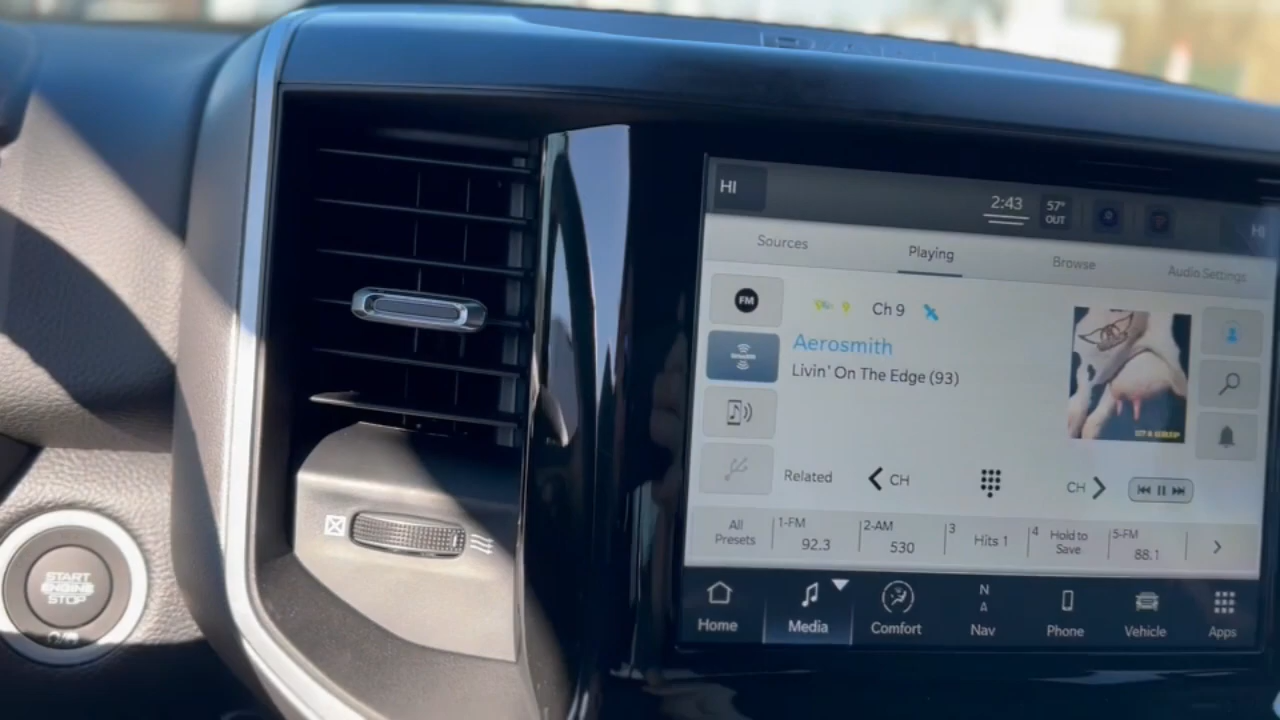 HI
2:43
57°
OUT
HI
Sources
Playing
Browse
Audio Settings
FM
Ch 9
Aerosmith
Livin' On The Edge (93)
Related
CH
CH
All
Presets
1-FM
92.3
2-AM
530
3
Hits 1
4
Hold to
Save
5-FM
88.1
Home
Media
Comfort
N
A
Nav
Phone
Vehicle
Apps
START
ENGINE
STOP